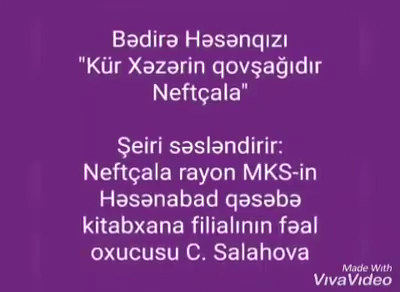 Bədirə Həsənqızı
"Kür Xəzərin qovşağıdır
Neftçala"
Şeiri səsləndirir:
Neftçala rayon MKS-in
Həsənabad qəsəbə
kitabxana filialının fəal
oxucusu C. Salahova
Made With
VivaVideo